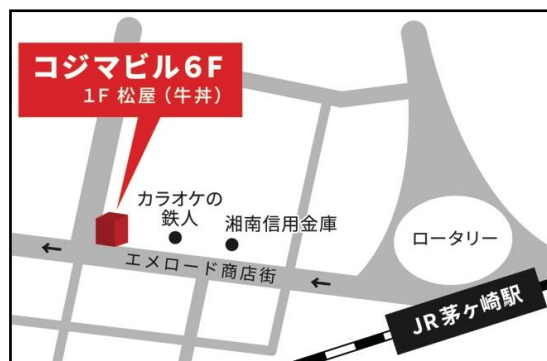 コジマビル6F
1F 松屋（牛丼）
カラオケの
鉄人
湘南信用金庫
ロータリー
エメロード商店街
←
←
JR茅ヶ崎駅